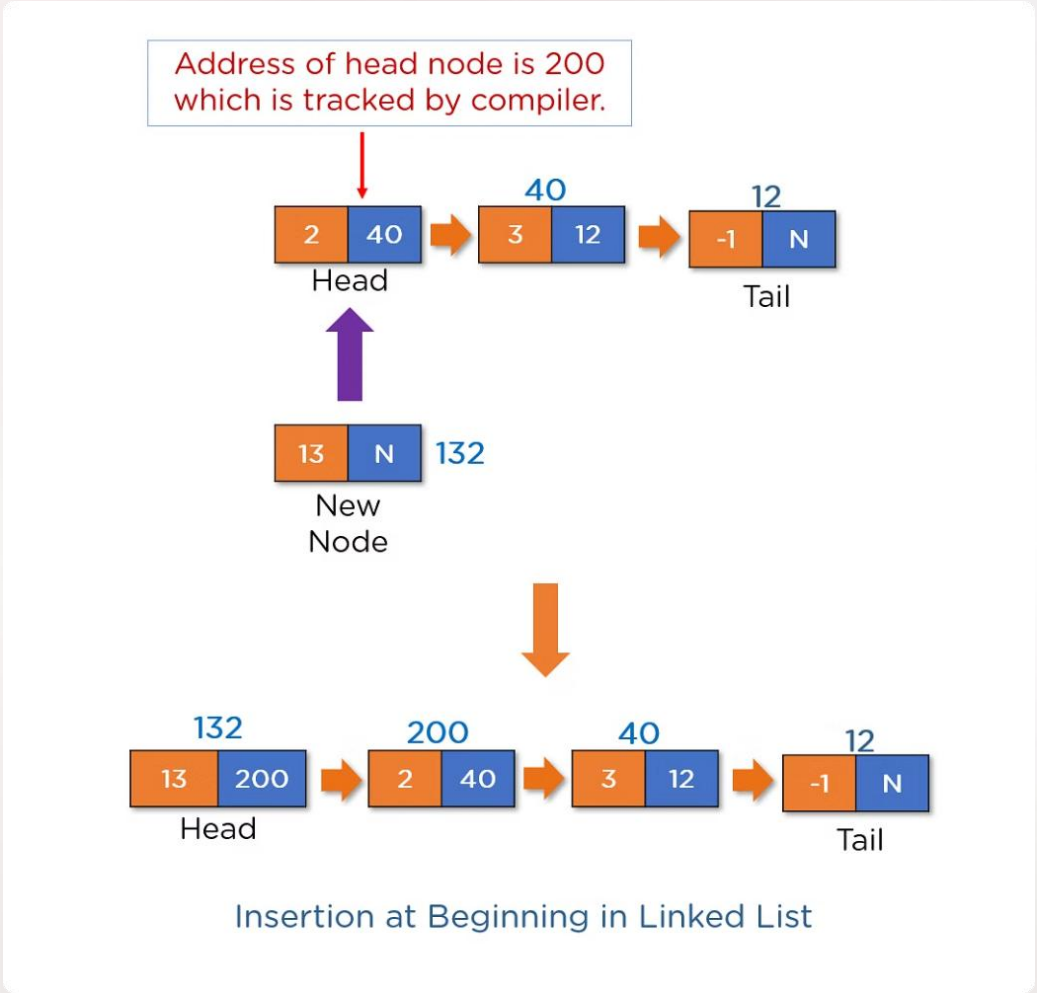 Address of head node is 200
which is tracked by compiler.
40
12
2 40
3 12
-1 N
Head
Tail
13 N
132
New
Node
132
200
40
12
13 200
2 40
3 12
-1 N
Head
Tail
Insertion at Beginning in Linked List